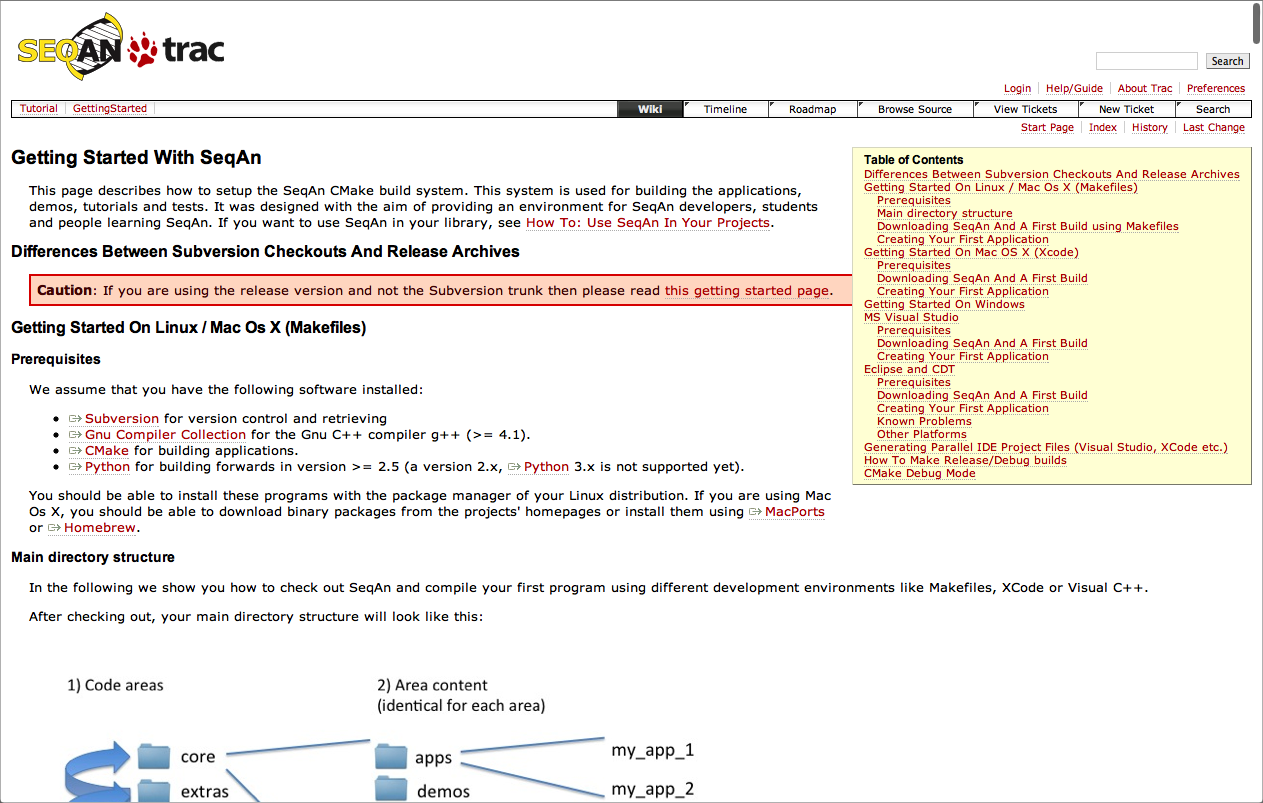 SEQAN trac
Search
Login Help/Guide About Trac Preferences
Tutorial GettingStarted Wiki Timeline Roadmap Browse Source View Tickets New Ticket Search
Start Page Index History Last Change
Getting Started With SeqAn
This page describes how to setup the SeqAn CMake build system. This system is used for building the applications,
demos, tutorials and tests. It was designed with the aim of providing an environment for SeqAn developers, students
and people learning SeqAn. If you want to use SeqAn in your library, see How To: Use SeqAn In Your Projects.
Differences Between Subversion Checkouts And Release Archives
Caution: If you are using the release version and not the Subversion trunk then please read this getting started page.
Getting Started On Linux / Mac Os X (Makefiles)
Prerequisites
We assume that you have the following software installed:
• Subversion for version control and retrieving
• Gnu Compiler Collection for the Gnu C++ compiler g++ (>= 4.1).
• CMake for building applications.
• Python for building forwards in version >= 2.5 (a version 2.x, Python 3.x is not supported yet).
You should be able to install these programs with the package manager of your Linux distribution. If you are using Mac
Os X, you should be able to download binary packages from the projects' homepages or install them using MacPorts
or Homebrew.
Table of Contents
Differences Between Subversion Checkouts And Release Archives
Getting Started On Linux / Mac Os X (Makefiles)
Prerequisites
Main directory structure
Downloading SeqAn And A First Build using Makefiles
Creating Your First Application
Getting Started On Mac OS X (Xcode)
Prerequisites
Downloading SeqAn And A First Build
Creating Your First Application
Getting Started On Windows
MS Visual Studio
Prerequisites
Downloading SeqAn And A First Build
Creating Your First Application
Eclipse and CDT
Prerequisites
Downloading SeqAn And A First Build
Creating Your First Application
Known Problems
Other Platforms
Generating Parallel IDE Project Files (Visual Studio, XCode etc.)
How To Make Release/Debug builds
CMake Debug Mode
Main directory structure
In the following we show you how to check out SeqAn and compile your first program using different development environments like Makefiles, XCode or Visual C++.
After checking out, your main directory structure will look like this:
1) Code areas
2) Area content
(identical for each area)
core
apps
my_app_1
extras
demos
my_app_2